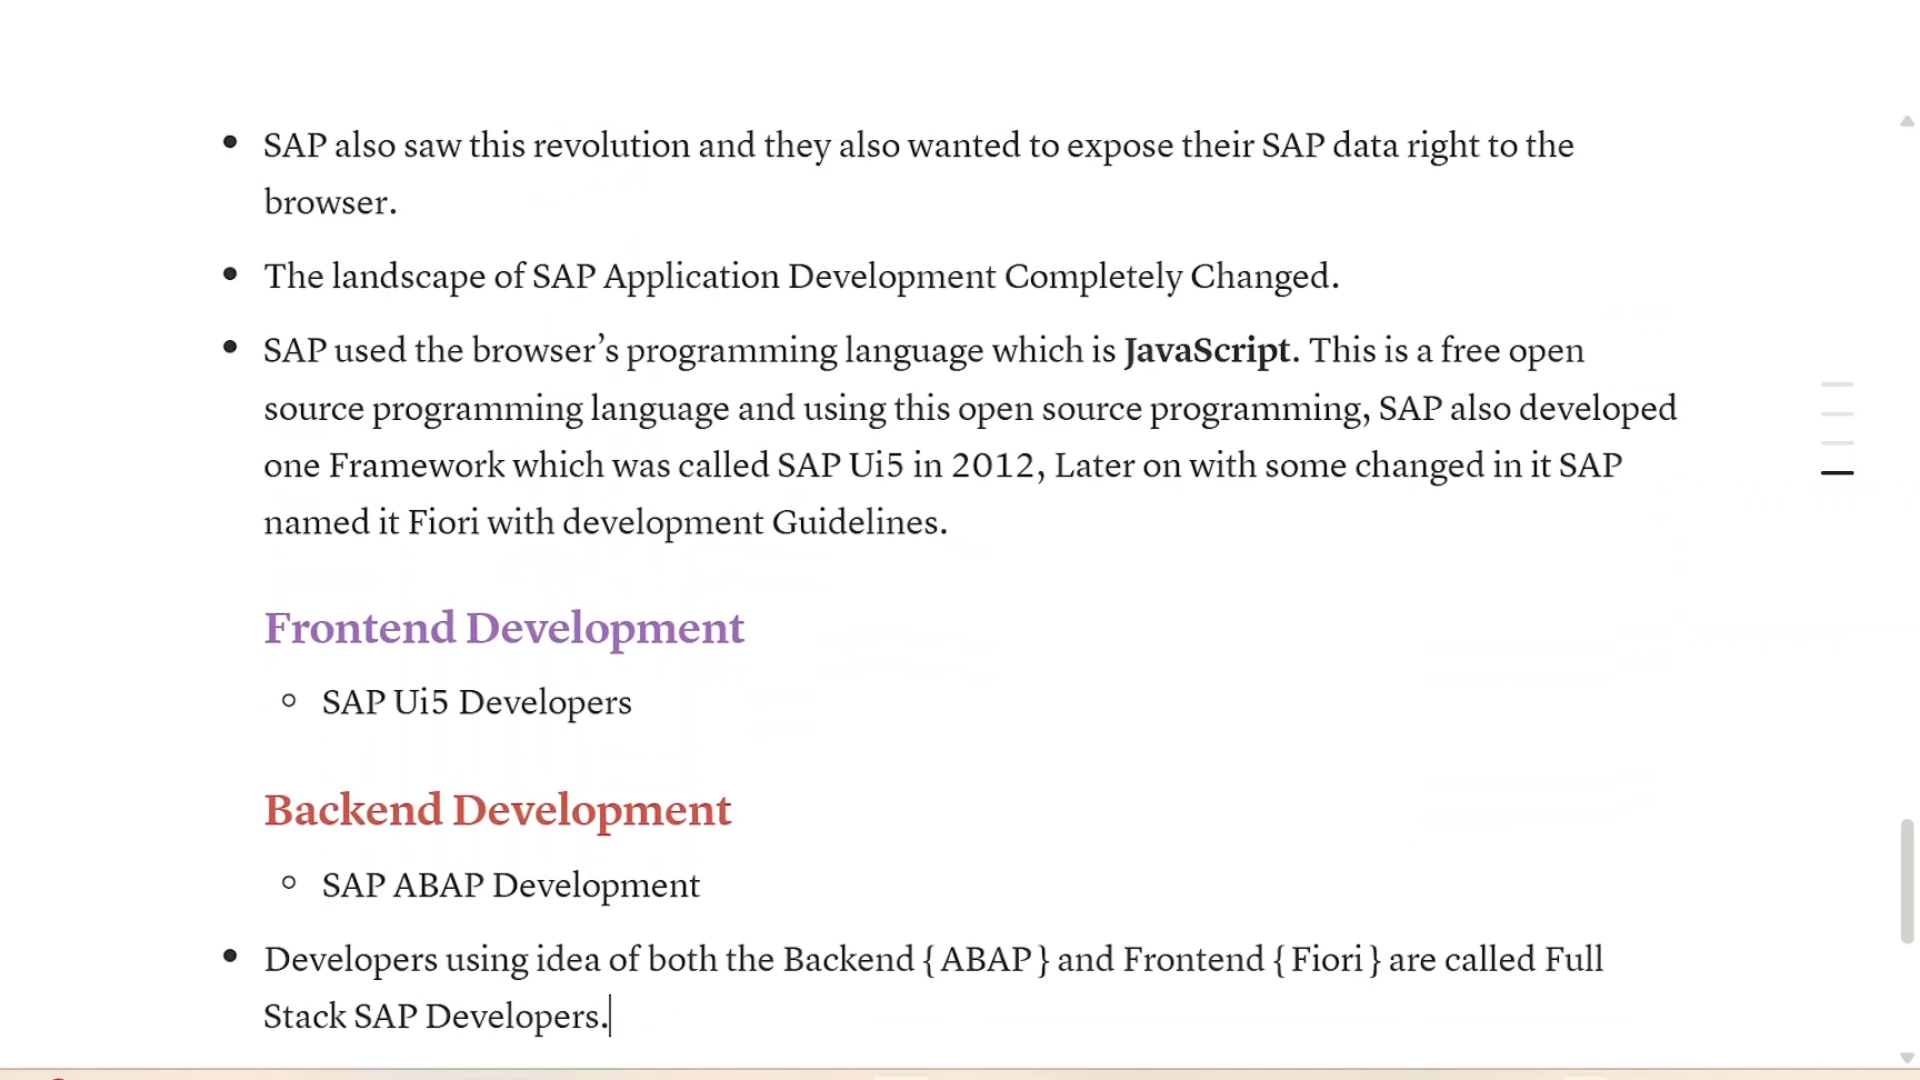 SAP also saw this revolution and they also wanted to expose their SAP data right to the
browser.
The landscape of SAP Application Development Completely Changed.
SAP used the browser’s programming language which is JavaScript. This is a free open
source programming language and using this open source programming, SAP also developed
one Framework which was called SAP Ui5 in 2012, Later on with some changed in it SAP
named it Fiori with development Guidelines.
Frontend Development
SAP Ui5 Developers
Backend Development
SAP ABAP Development
Developers using idea of both the Backend { ABAP } and Frontend { Fiori } are called Full
Stack SAP Developers.